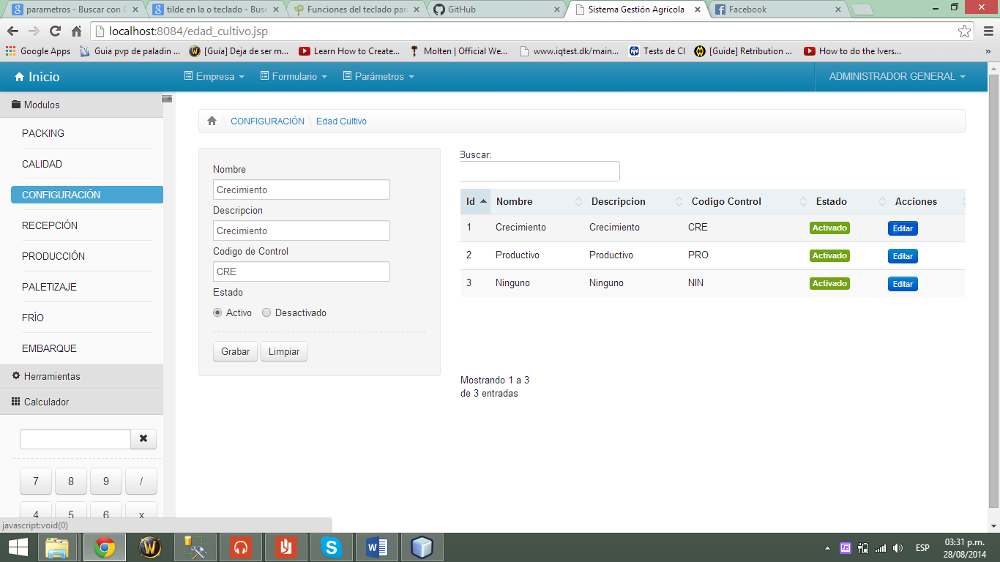 parametros - Buscar con G
tilde en la o teclado - Busc
Funciones del teclado par
GitHub
Sistema Gestión Agrícola
Facebook
localhost:8084/edad_cultivo.jsp
Google Apps
Guia pvp de paladin ...
[Guía] Deja de ser m...
Learn How to Create...
Molten | Official We...
www.iqtest.dk/main...
Tests de CI
[Guide] Retribution ...
How to do the Ivers...
»
Inicio
Empresa
Formulario
Parámetros
ADMINISTRADOR GENERAL
Modulos
PACKING
CALIDAD
CONFIGURACIÓN
RECEPCIÓN
PRODUCCIÓN
PALETIZAJE
FRÍO
EMBARQUE
Herramientas
Calculador
7 8 9 /
4 5 6 x
javascript:void(0)
CONFIGURACIÓN \ Edad Cultivo
Nombre
Crecimiento
Descripcion
Crecimiento
Codigo de Control
CRE
Estado
Activo Desactivado
Grabar Limpiar
Buscar:
Id Nombre Descripcion Codigo Control Estado Acciones
1 Crecimiento Crecimiento CRE Activado Editar
2 Productivo Productivo PRO Activado Editar
3 Ninguno Ninguno NIN Activado Editar
Mostrando 1 a 3
de 3 entradas
ESP
03:31 p.m.
28/08/2014